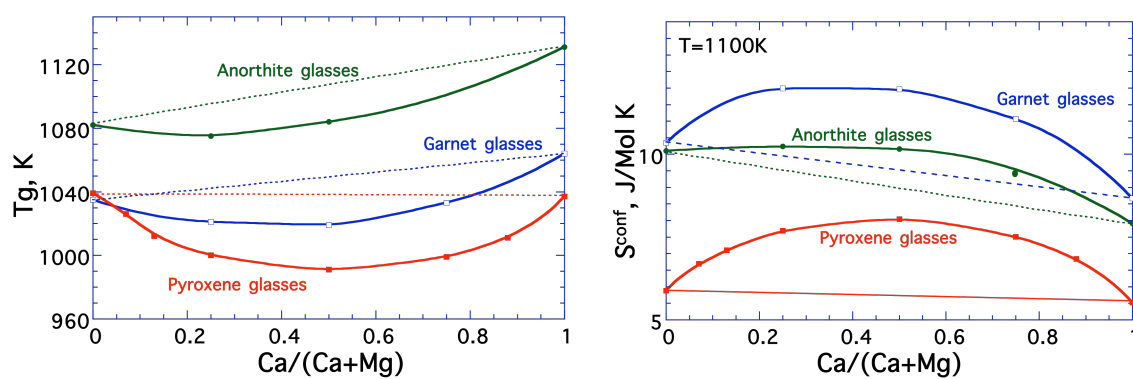 1120
1080
1040
1000
960
Tg, K
Anorthite glasses
Garnet glasses
Pyroxene glasses
0 0.2 0.4 0.6 0.8 1
Ca/(Ca+Mg)
T=1100K
10
5
Sconf, J/Mol K
Garnet glasses
Anorthite glasses
Pyroxene glasses
0 0.2 0.4 0.6 0.8 1
Ca/(Ca+Mg)